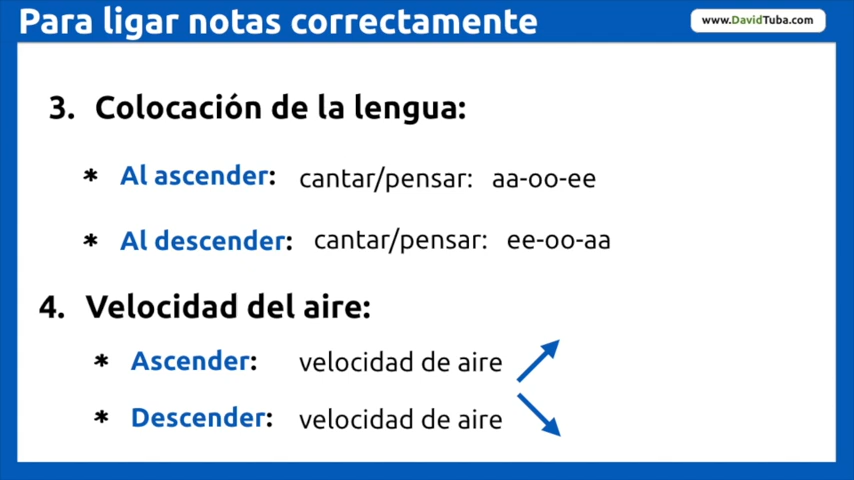 Para ligar notas correctamente
www.DavidTuba.com
3. Colocación de la lengua:
* Al ascender: cantar/pensar: aa-oo-ee
* Al descender: cantar/pensar: ee-oo-aa
4. Velocidad del aire:
* Ascender: velocidad de aire
* Descender: velocidad de aire